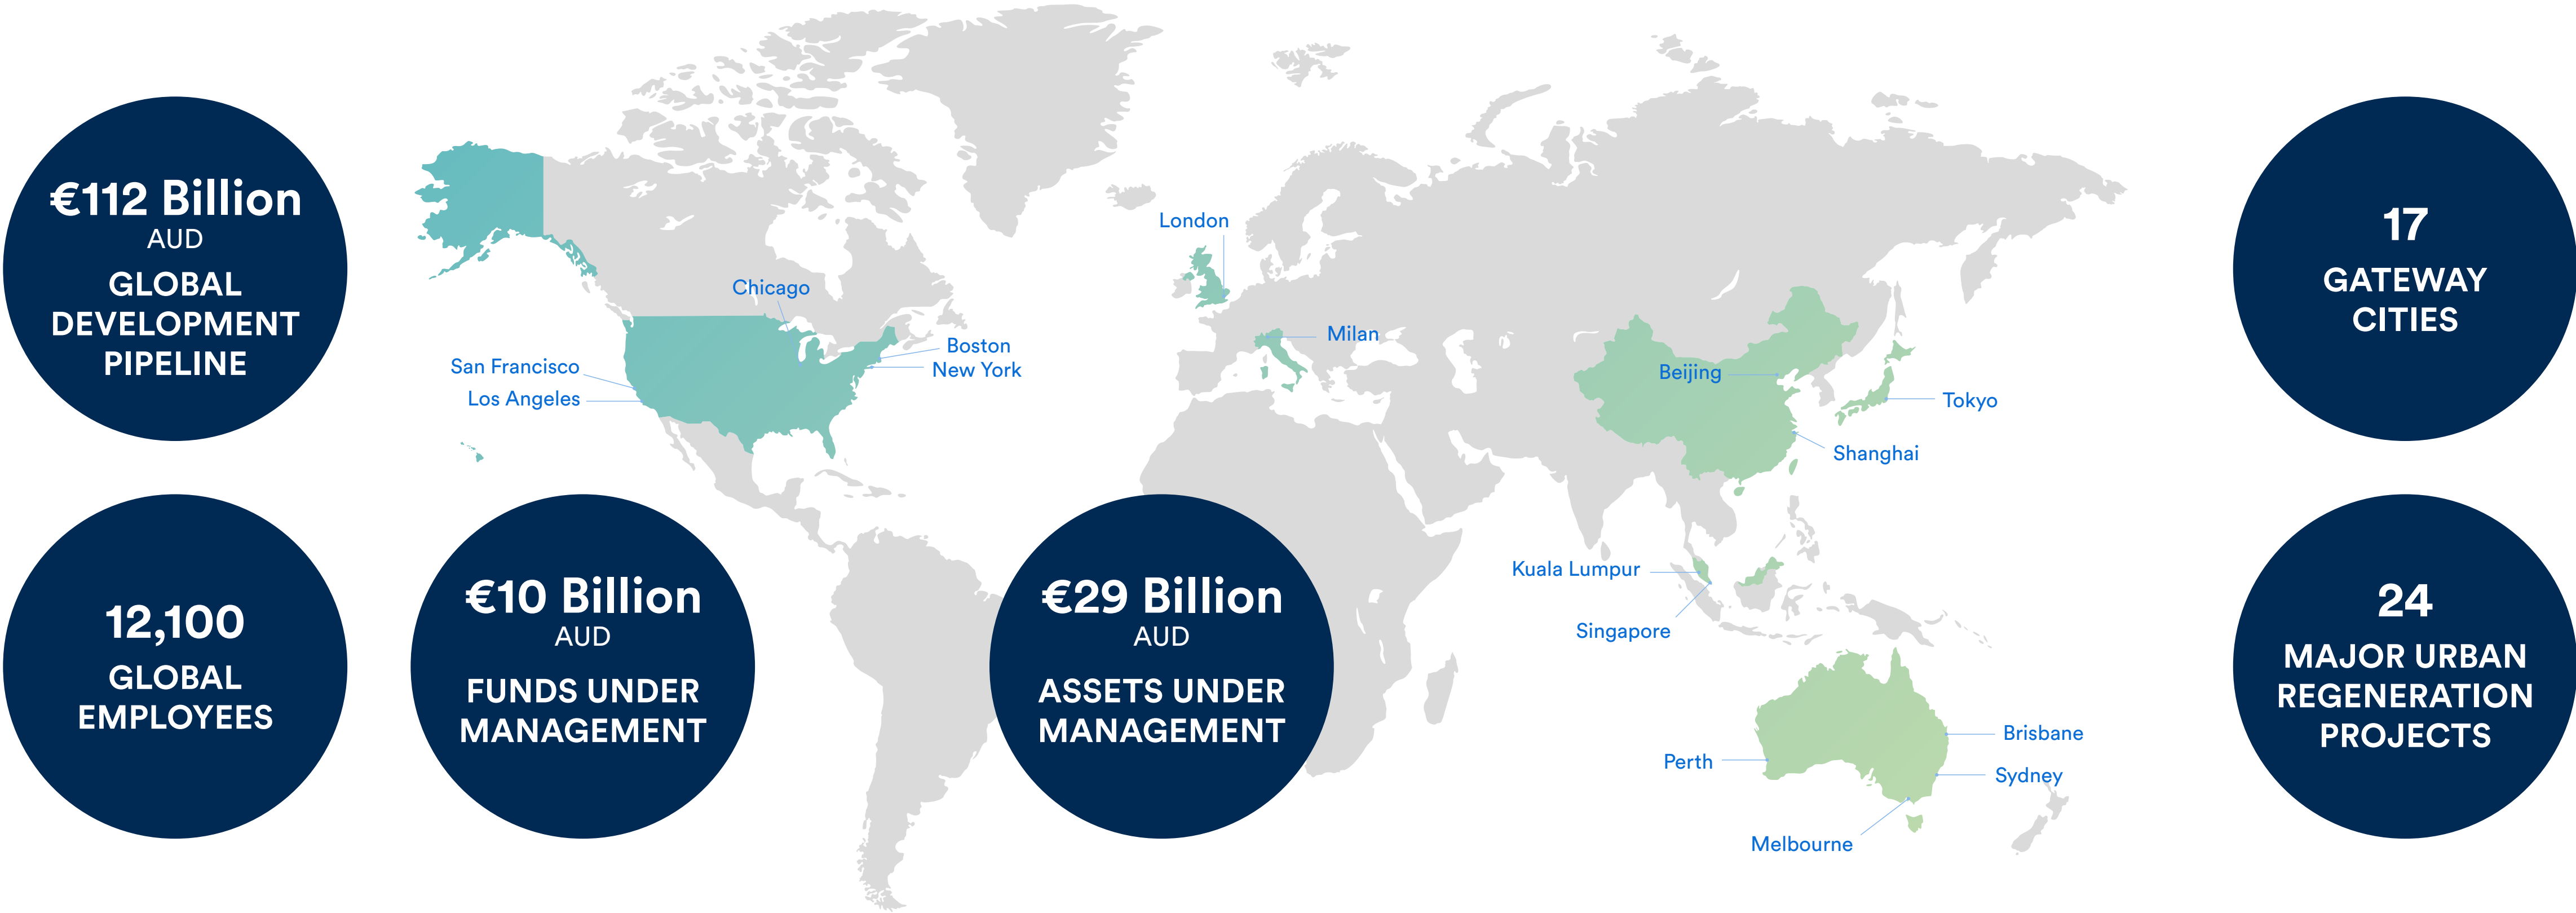 €112 Billion
AUD
GLOBAL
DEVELOPMENT
PIPELINE
12,100
GLOBAL
EMPLOYEES
€10 Billion
AUD
FUNDS UNDER
MANAGEMENT
€29 Billion
AUD
ASSETS UNDER
MANAGEMENT
17
GATEWAY
CITIES
24
MAJOR URBAN
REGENERATION
PROJECTS
Chicago
San Francisco
Los Angeles
Boston
New York
London
Milan
Beijing
Tokyo
Shanghai
Kuala Lumpur
Singapore
Perth
Brisbane
Sydney
Melbourne